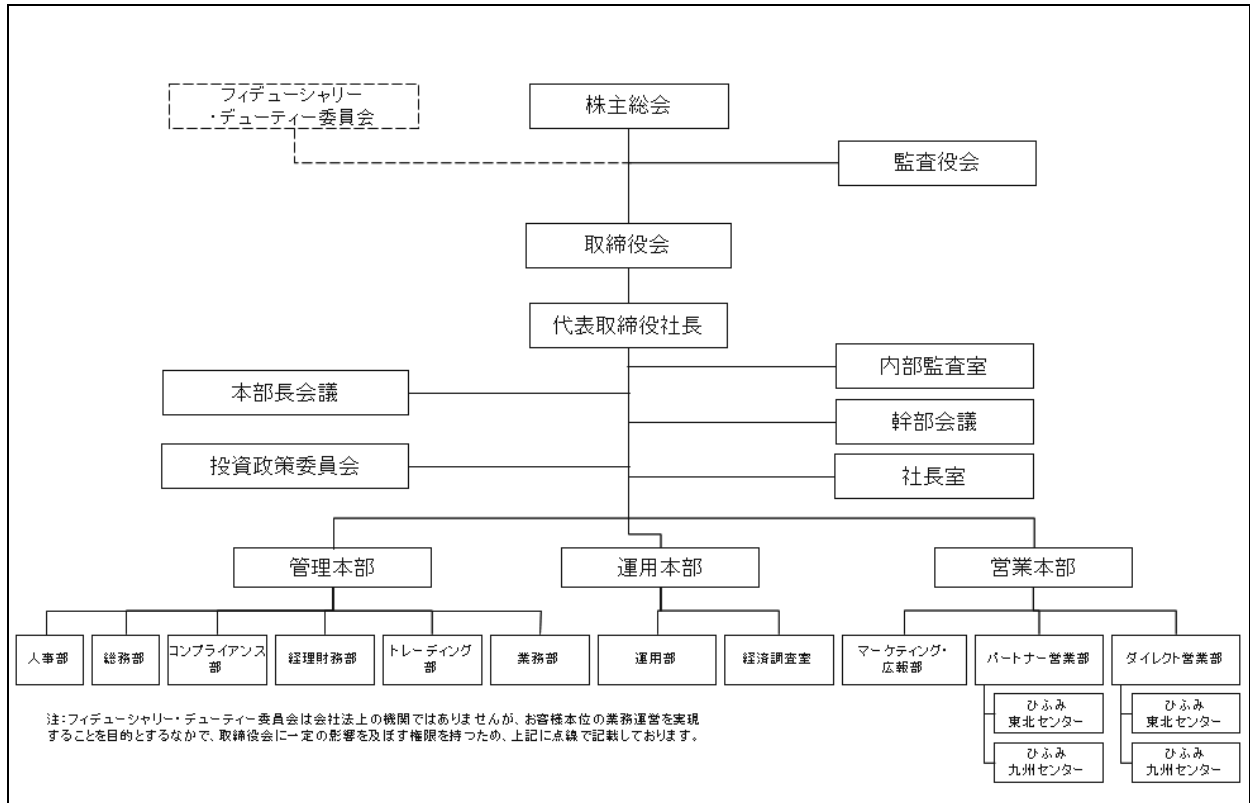 フィデューシャリー
・デューティー委員会
株主総会
監査役会
取締役会
代表取締役社長
内部監査室
本部長会議
幹部会議
投資政策委員会
社長室
管理本部
運用本部
営業本部
人事部
総務部
コンプライアンス
部
経理財務部
トレーディング
部
業務部
運用部
経済調査室
マーケティング・
広報部
パートナー営業部
ダイレクト営業部
ひふみ
東北センター
ひふみ
東北センター
ひふみ
九州センター
ひふみ
九州センター
注:フィデューシャリー・デューティー委員会は会社法上の機関ではありませんが、お客様本位の業務運営を実現
することを目的とするなかで、取締役会に一定の影響を及ぼす権限を持つため、上記に点線で記載しております。